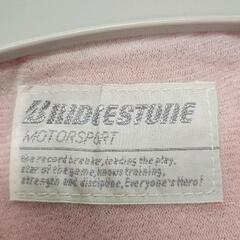 BRIDGESTONE
MOTORSPORT
the record breaker, leading the play.
star of the game, knows training,
strength and discipline, Everyone's Hero!